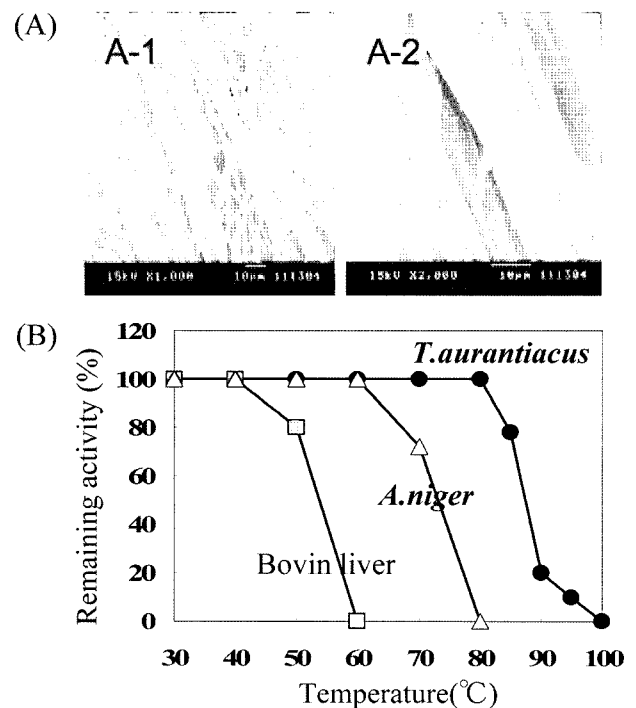 (A)
A-1
A-2
15kV X1,000 10μm 111304
15kV X2,000 10μm 111304
(B)
120
100
80
60
40
20
0
Remaining activity (%)
T.aurantiacus
A.niger
Bovin liver
30 40 50 60 70 80 90 100
Temperature(℃)